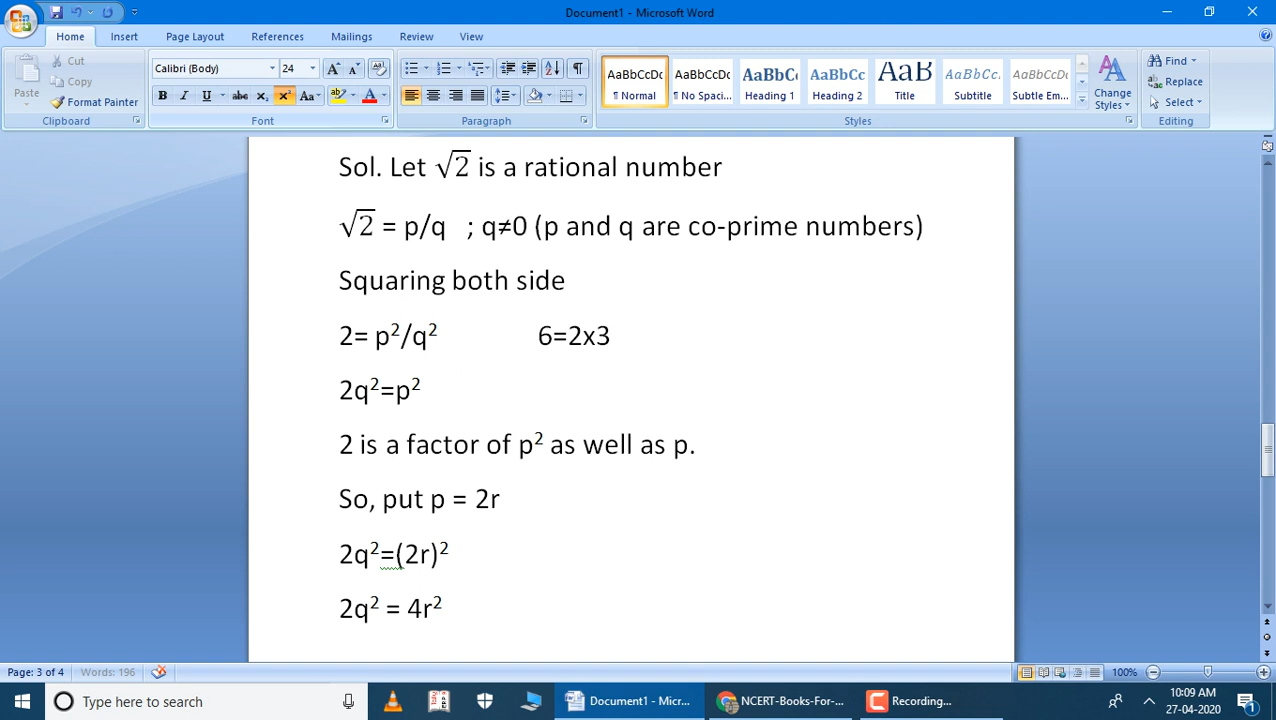 Document1 - Microsoft Word
Home Insert Page Layout References Mailings Review View
Paste
Cut
Copy
Format Painter
Clipboard
Calibri (Body) 24
Font
Paragraph
AaBbCcDc
¶ Normal
AaBbCcDc
¶ No Spaci...
AaBbCc
Heading 1
AaBbCc
Heading 2
AaB
Title
AaBbCc.
Subtitle
AaBbCcDc
Subtle Em...
Change Styles
Styles
Find
Replace
Select
Editing
Sol. Let √2 is a rational number
√2 = p/q ; q≠0 (p and q are co-prime numbers)
Squaring both side
2= p²/q² 6=2x3
2q²=p²
2 is a factor of p² as well as p.
So, put p = 2r
2q²=(2r)²
2q² = 4r²
Page: 3 of 4 Words: 196 100%
Type here to search Document1 - Micr... NCERT-Books-For-... Recording... 10:09 AM
27-04-2020